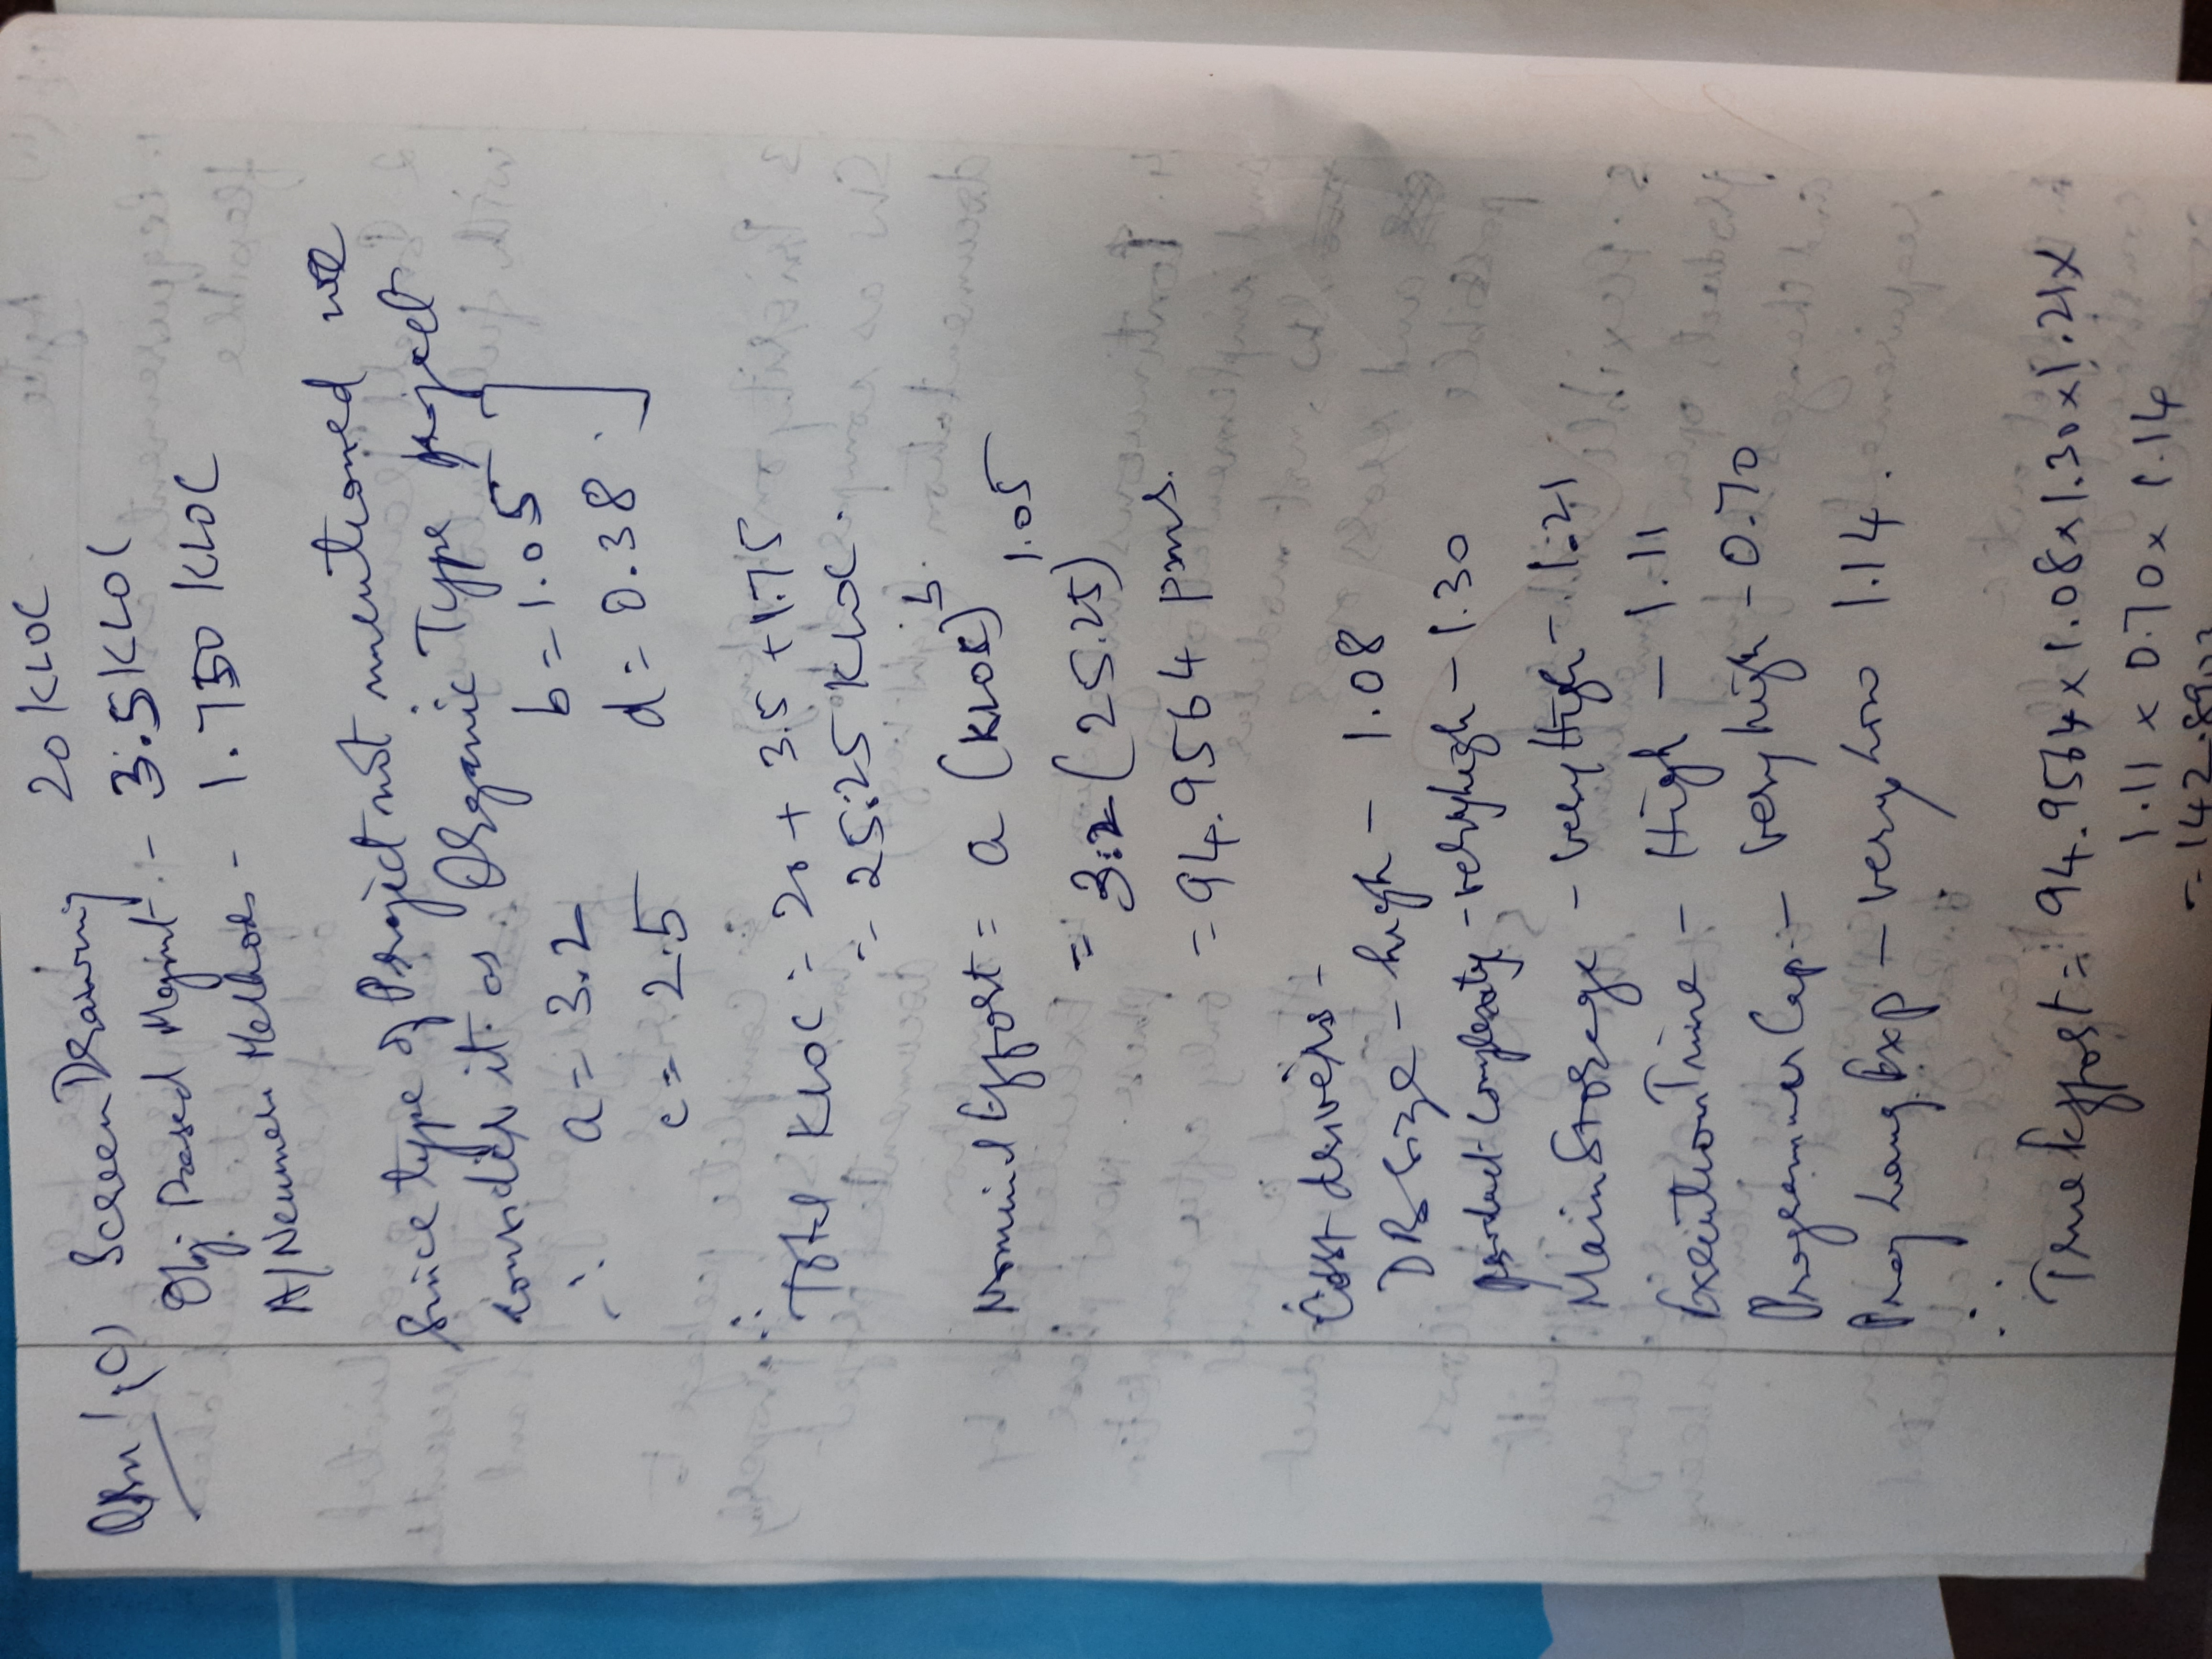 Qsn 1 (c) Screen Drawing 20 KLOC
Obj. Based Mgmt. - 3.5 KLOC
A/Numeri Methods - 1.750 KLOC
Since type of Project not mentioned we
consider it as Organic Type project
∴ a = 3.2 b = 1.05
c = 2.5 d = 0.38
∴ Total KLOC = 20 + 3.5 + 1.75
= 25.25 KLOC.
Nominal Effort = a (KLOC)^b
= 3.2 (25.25)^1.05
= 94.9564 pms.
Cost drivers -
DB Size - high - 1.08
product complexity - very high - 1.30
Main Storage - very High - 1.21
Execution Time - High - 1.11
Programmer Cap. - very high - 0.70
Prog Lang. Exp - very Low 1.14.
∴
True Effort = 94.9564 x 1.08 x 1.30 x 1.21 x
1.11 x 0.70 x 1.14